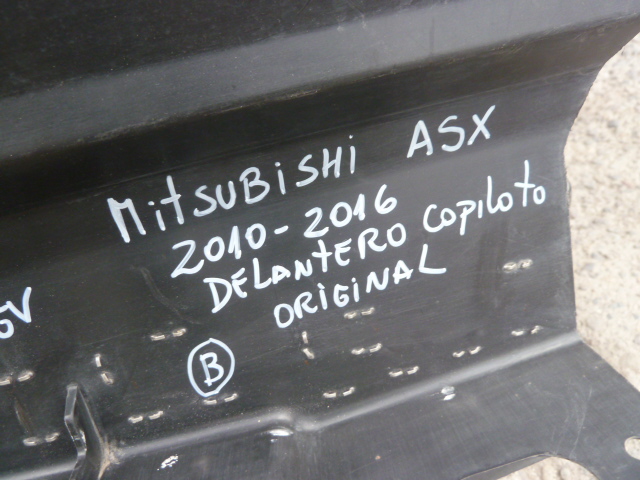 MitsuBiSHi ASX
2010-2016
DELANTERO COPiLoto
ORiGiNAL
B